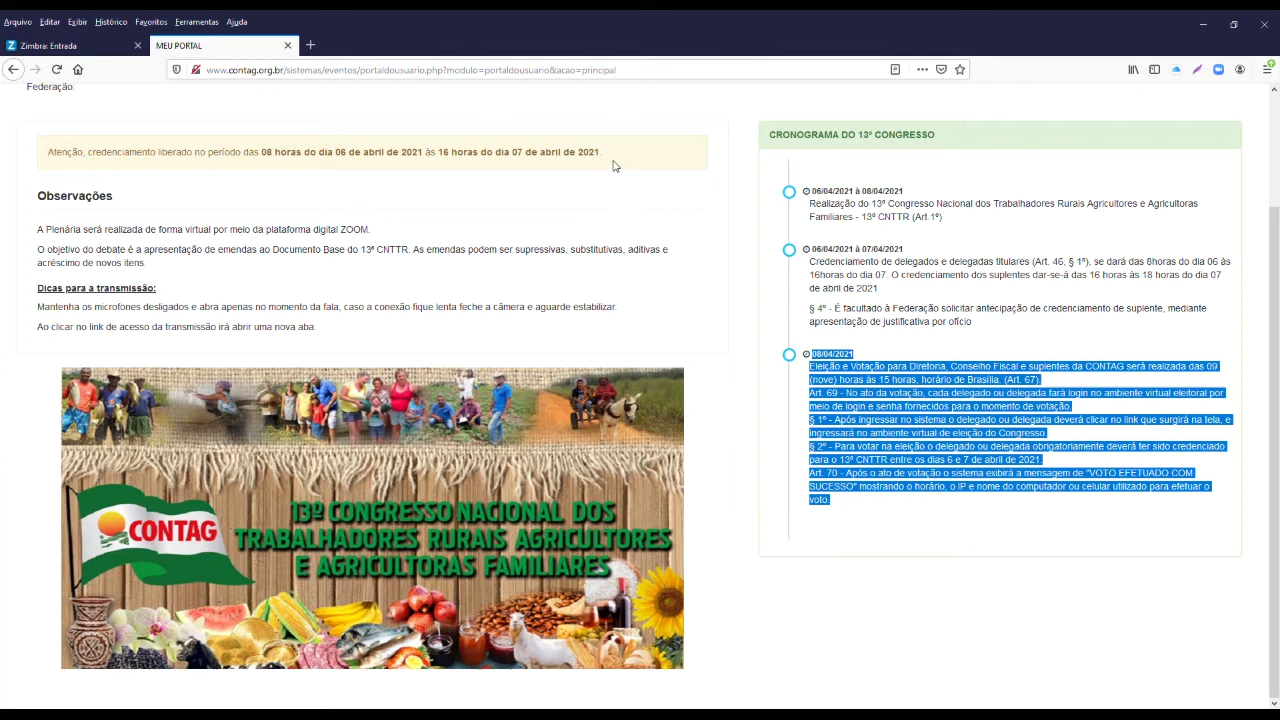 Arquivo Editar Exibir Histórico Favoritos Ferramentas Ajuda
Zimbra: Entrada
MEU PORTAL
www.contag.org.br/sistemas/eventos/portaldousuario.php?modulo=portaldousuario&acao=principal
Federação:
Atenção, credenciamento liberado no período das 08 horas do dia 06 de abril de 2021 às 16 horas do dia 07 de abril de 2021.
Observações
A Plenária será realizada de forma virtual por meio da plataforma digital ZOOM.
O objetivo do debate é a apresentação de emendas ao Documento Base do 13º CNTTR. As emendas podem ser supressivas, substitutivas, aditivas e
acréscimo de novos itens.
Dicas para a transmissão:
Mantenha os microfones desligados e abra apenas no momento da fala, caso a conexão fique lenta feche a câmera e aguarde estabilizar.
Ao clicar no link de acesso da transmissão irá abrir uma nova aba.
CONTAG
13º CONGRESSO NACIONAL DOS
TRABALHADORES RURAIS AGRICULTORES
E AGRICULTORAS FAMILIARES
CRONOGRAMA DO 13º CONGRESSO
06/04/2021 à 08/04/2021
Realização do 13º Congresso Nacional dos Trabalhadores Rurais Agricultores e Agricultoras
Familiares - 13º CNTTR (Art.1º)
06/04/2021 à 07/04/2021
Credenciamento de delegados e delegadas titulares (Art. 46, § 1º), se dará das 8horas do dia 06 às
16horas do dia 07. O credenciamento dos suplentes dar-se-á das 16 horas às 18 horas do dia 07
de abril de 2021
§ 4º - É facultado à Federação solicitar antecipação de credenciamento de suplente, mediante
apresentação de justificativa por ofício
08/04/2021
Eleição e Votação para Diretoria, Conselho Fiscal e suplentes da CONTAG será realizada das 09
(nove) horas às 15 horas, horário de Brasília. (Art. 67).
Art. 69 - No ato da votação, cada delegado ou delegada fará login no ambiente virtual eleitoral por
meio de login e senha fornecidos para o momento de votação.
§ 1º - Após ingressar no sistema o delegado ou delegada deverá clicar no link que surgirá na tela, e
ingressará no ambiente virtual de eleição do Congresso.
§ 2º - Para votar na eleição o delegado ou delegada obrigatoriamente deverá ter sido credenciado
para o 13º CNTTR entre os dias 6 e 7 de abril de 2021.
Art. 70 - Após o ato de votação o sistema exibirá a mensagem de "VOTO EFETUADO COM
SUCESSO" mostrando o horário, o IP e nome do computador ou celular utilizado para efetuar o
voto.